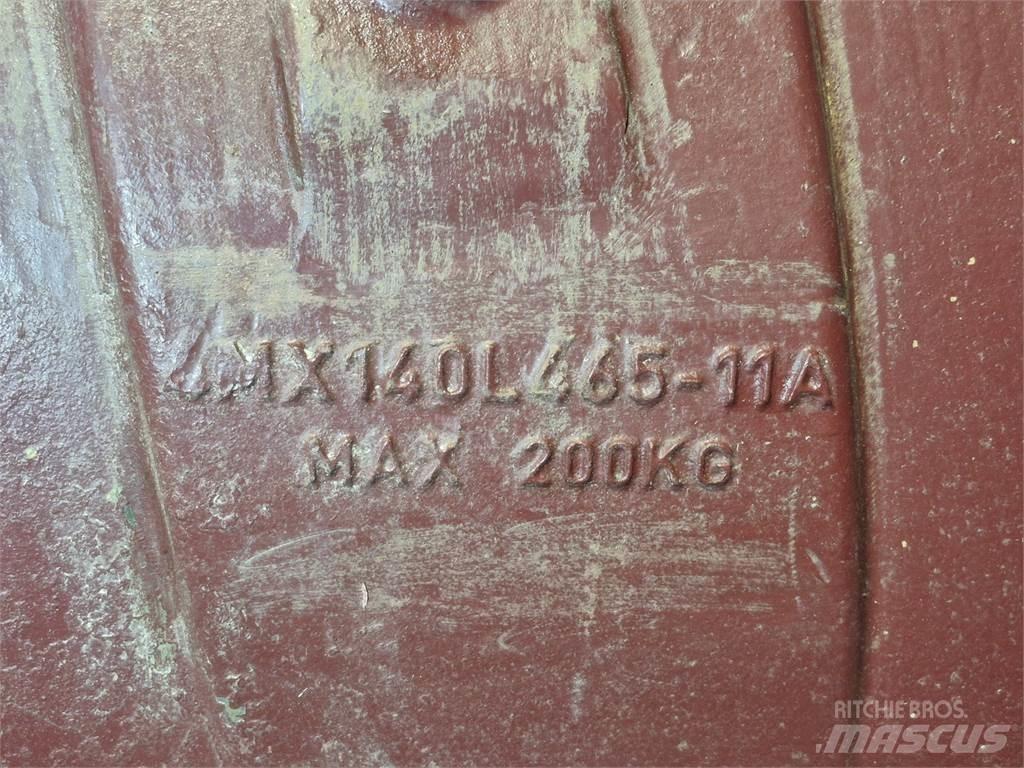 4MX140L465-11A
MAX 200KG
RITCHIE BROS.
MASCUS